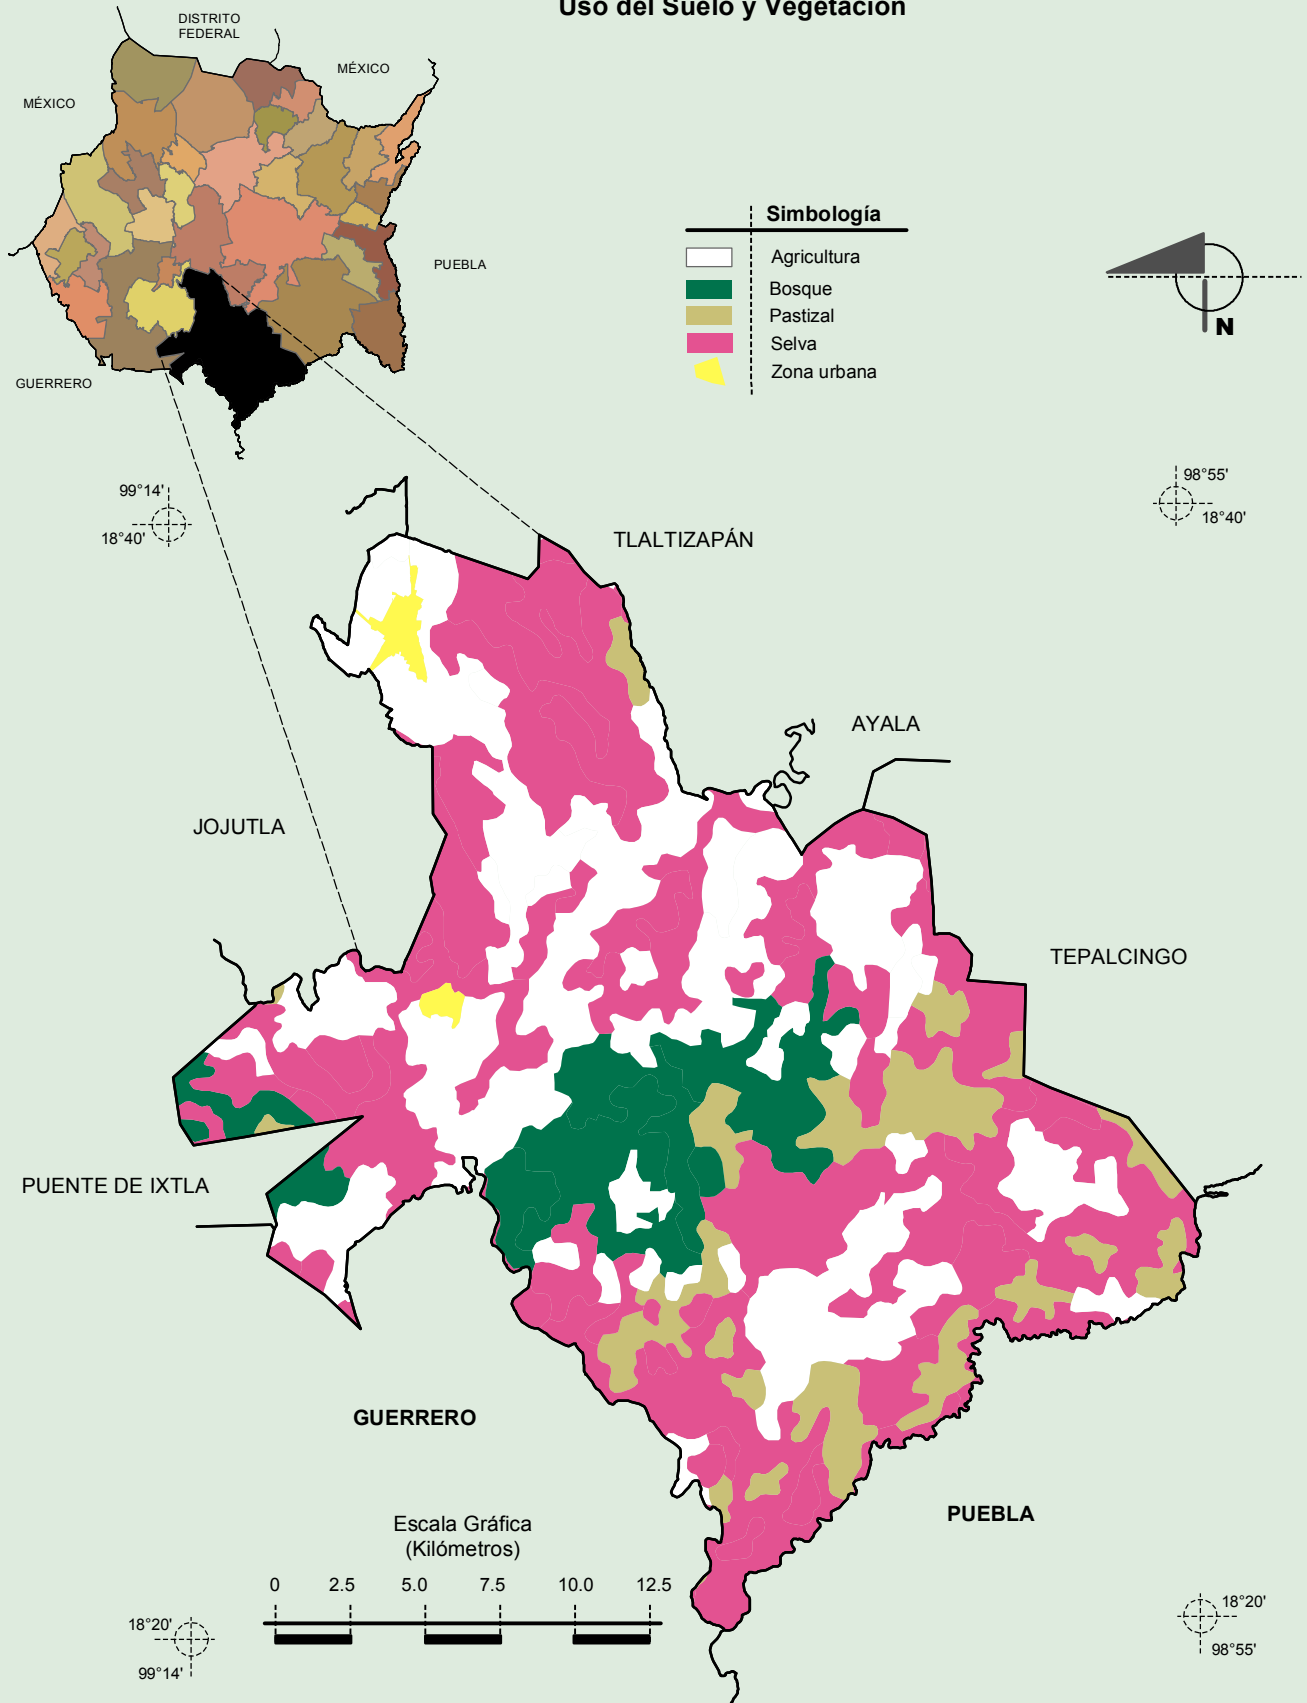 Uso del Suelo y Vegetación
DISTRITO
FEDERAL
MÉXICO
MÉXICO
PUEBLA
GUERRERO
Simbología
Agricultura
Bosque
Pastizal
Selva
Zona urbana
N
99°14'
18°40'
98°55'
18°40'
TLALTIZAPÁN
AYALA
JOJUTLA
TEPALCINGO
PUENTE DE IXTLA
GUERRERO
PUEBLA
Escala Gráfica
(Kilómetros)
0 2.5 5.0 7.5 10.0 12.5
18°20'
99°14'
18°20'
98°55'